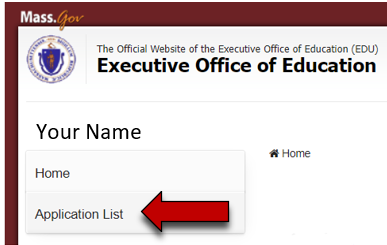 Mass.Gov
The Official Website of the Executive Office of Education (EDU)
Executive Office of Education
Your Name
Home
Home
Application List